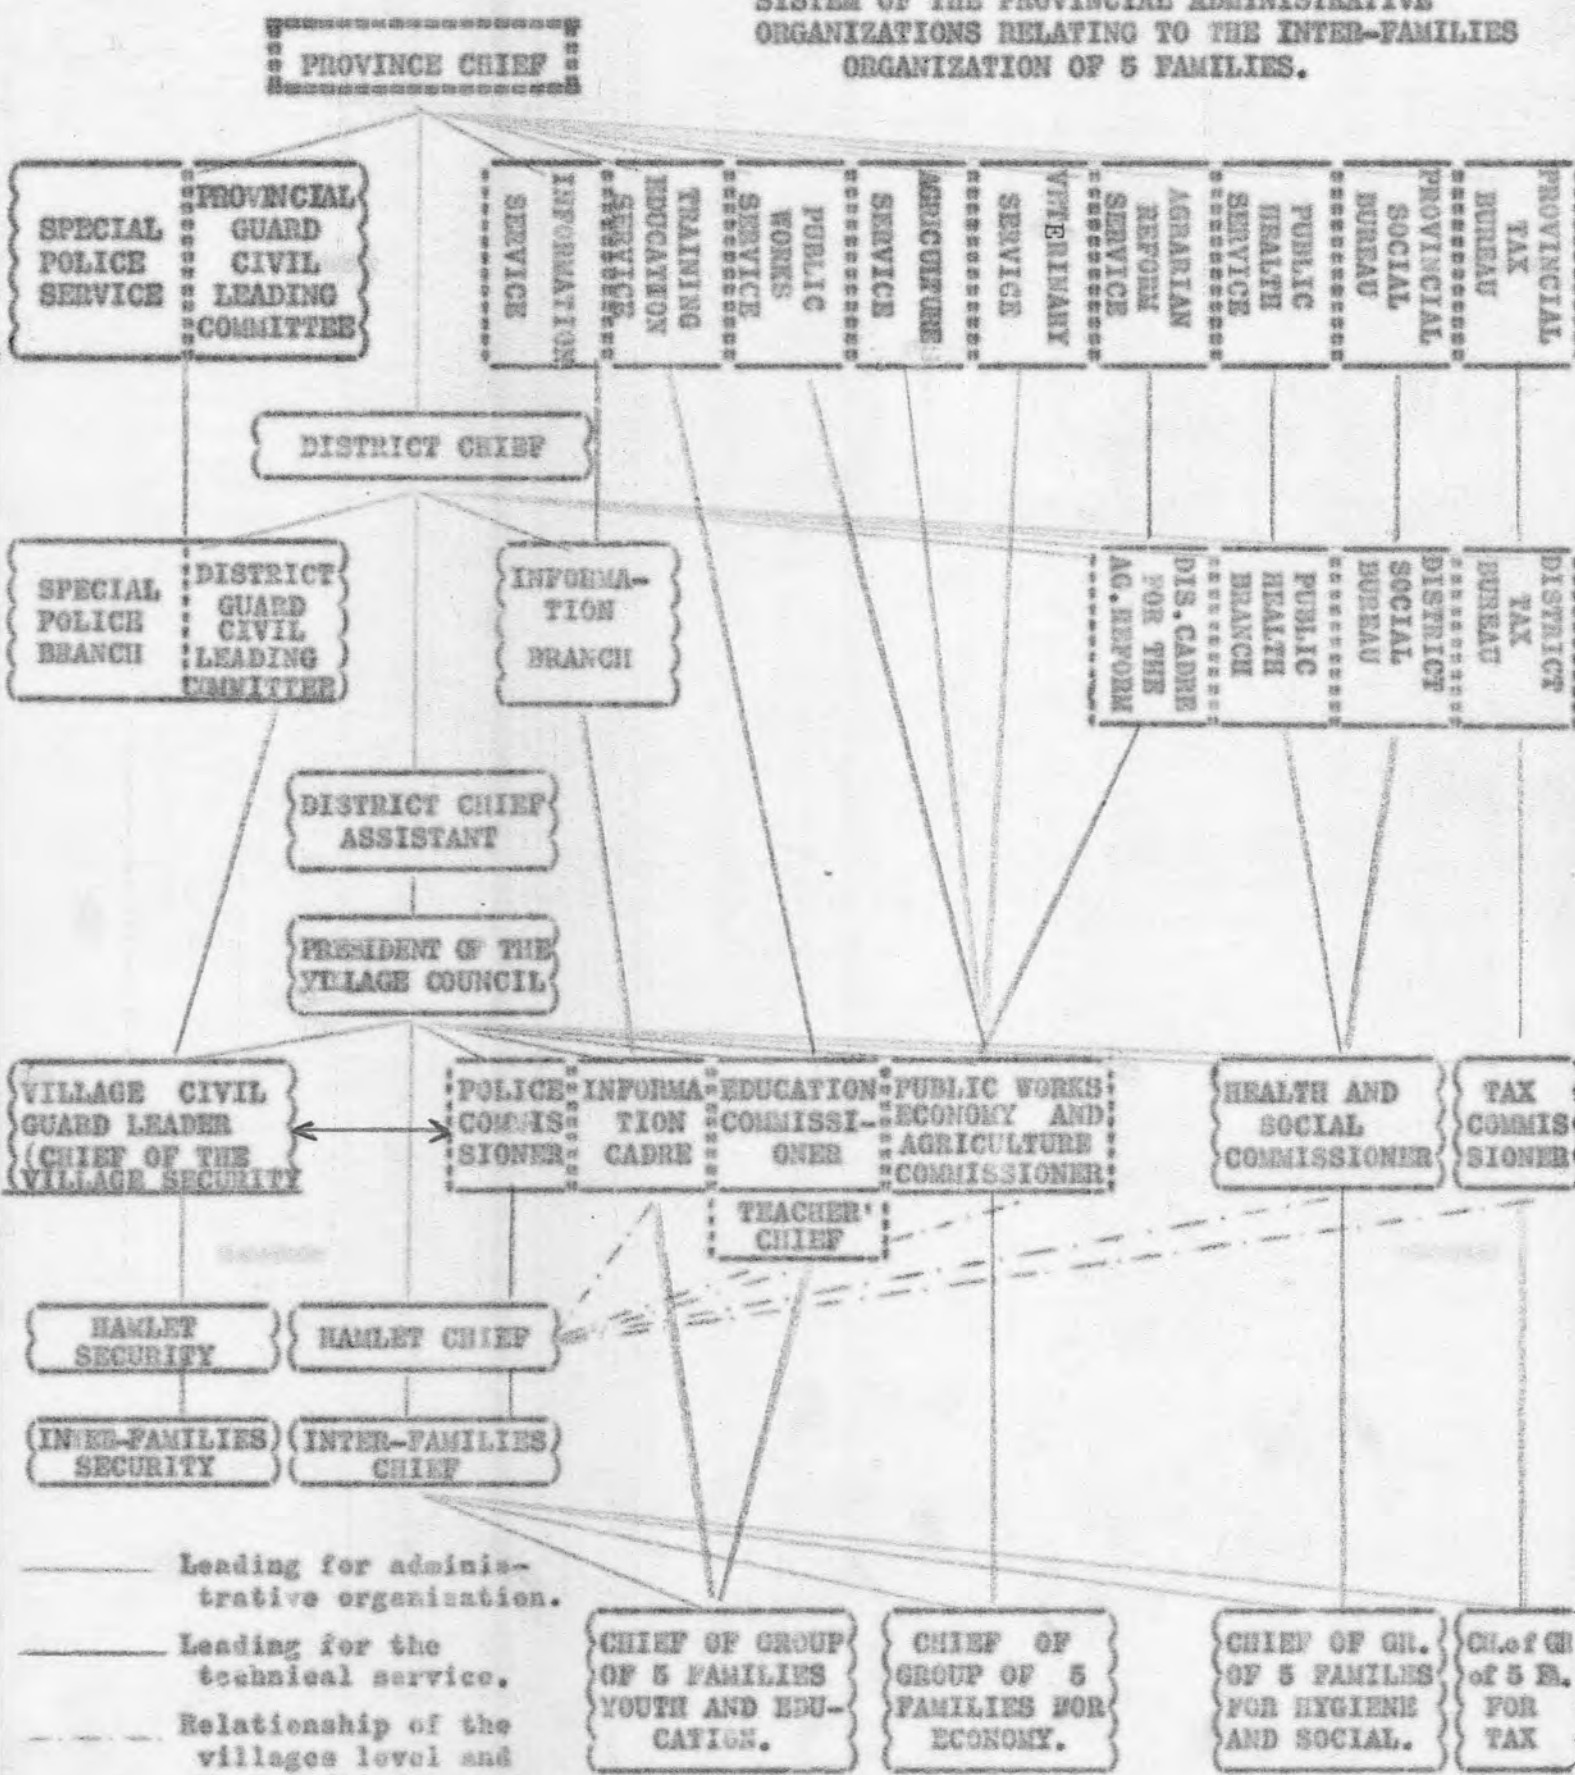 SYSTEM OF THE PROVINCIAL ADMINISTRATIVE
ORGANIZATIONS RELATING TO THE INTER-FAMILIES
ORGANIZATION OF 5 FAMILIES.
PROVINCE CHIEF
SPECIAL
POLICE
SERVICE
PROVINCIAL
GUARD
CIVIL
LEADING
COMMITTEE
INFORMATION
SERVICE
TRAINING
EDUCATION
SERVICE
PUBLIC
WORKS
SERVICE
AGRICULTURE
SERVICE
VETERINARY
SERVICE
AGRARIAN
REFORM
SERVICE
PUBLIC
HEALTH
SERVICE
PROVINCIAL
SOCIAL
BUREAU
PROVINCIAL
TAX
BUREAU
DISTRICT CHIEF
SPECIAL
POLICE
BRANCH
DISTRICT
GUARD
CIVIL
LEADING
COMMITTEE
INFORMA-
TION
BRANCH
DIS.CADRE
FOR THE
AG.REFORM
PUBLIC
HEALTH
BRANCH
DISTRICT
SOCIAL
BUREAU
DISTRICT
TAX
BUREAU
DISTRICT CHIEF
ASSISTANT
PRESIDENT OF THE
VILLAGE COUNCIL
VILLAGE CIVIL
GUARD LEADER
(CHIEF OF THE
VILLAGE SECURITY
POLICE
COMMIS
SIONER
INFORMA
TION
CADRE
EDUCATION
COMMISSI-
ONER
PUBLIC WORKS
ECONOMY AND
AGRICULTURE
COMMISSIONER
HEALTH AND
SOCIAL
COMMISSIONER
TAX
COMMIS
SIONER
TEACHER'
CHIEF
HAMLET
SECURITY
HAMLET CHIEF
INTER-FAMILIES
SECURITY
INTER-FAMILIES
CHIEF
Leading for adminis-
trative organization.
Leading for the
technical service.
Relationship of the
villages level and
CHIEF OF GROUP
OF 5 FAMILIES
YOUTH AND EDU-
CATION.
CHIEF OF
GROUP OF 5
FAMILIES FOR
ECONOMY.
CHIEF OF GR.
OF 5 FAMILES
FOR HYGIENE
AND SOCIAL.
CH.of GR
of 5 FA.
FOR
TAX